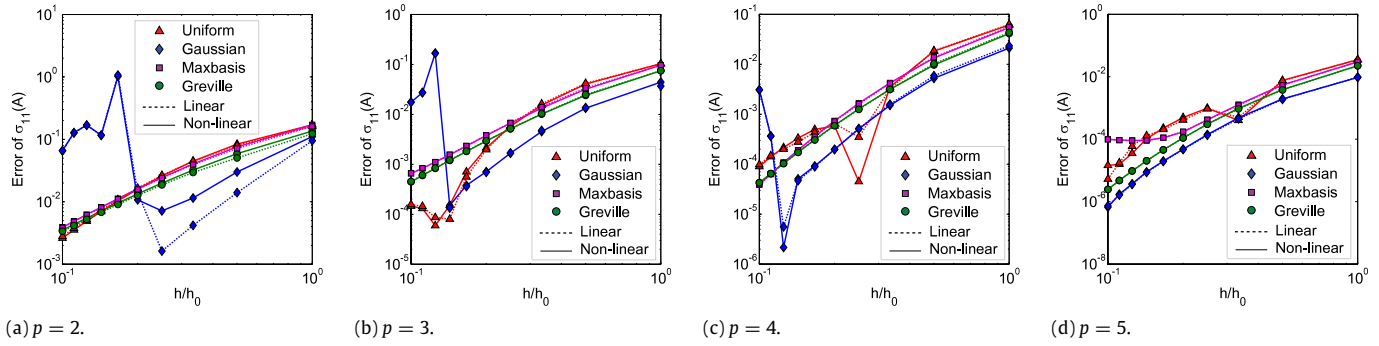 10^1
10^0
10^-1
10^-2
10^-3
Error of σ11(A)
Uniform
Gaussian
Maxbasis
Greville
Linear
Non-linear
10^-1
10^0
h/h0
(a) p = 2.
10^0
10^-1
10^-2
10^-3
10^-4
10^-5
Error of σ11(A)
Uniform
Gaussian
Maxbasis
Greville
Linear
Non-linear
10^-1
10^0
h/h0
(b) p = 3.
10^-1
10^-2
10^-3
10^-4
10^-5
10^-6
Error of σ11(A)
Uniform
Gaussian
Maxbasis
Greville
Linear
Non-linear
10^-1
10^0
h/h0
(c) p = 4.
10^0
10^-2
10^-4
10^-6
10^-8
Error of σ11(A)
Uniform
Gaussian
Maxbasis
Greville
Linear
Non-linear
10^-1
10^0
h/h0
(d) p = 5.